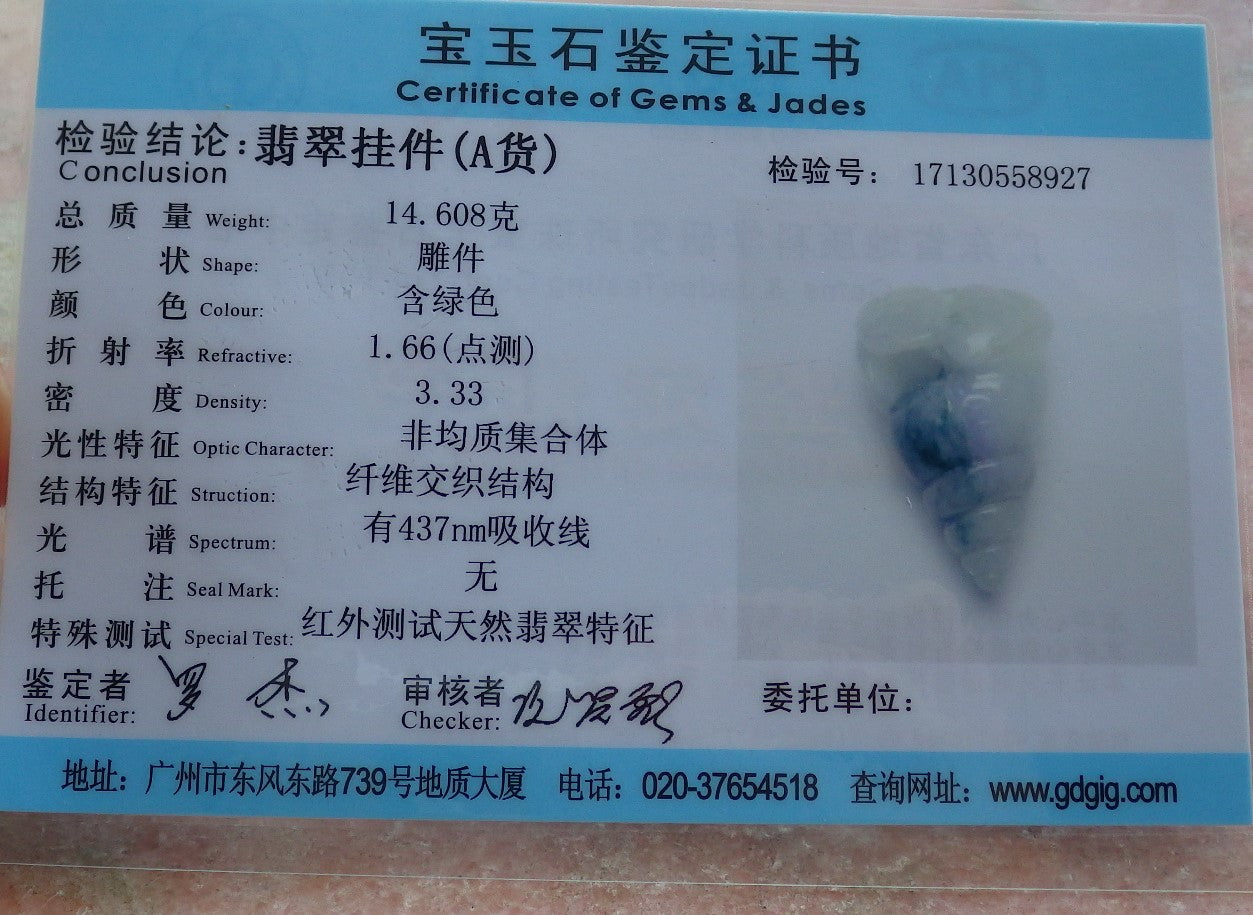 宝玉石鉴定证书
Certificate of Gems & Jades
检验结论：翡翠挂件(A货)
Conclusion
检验号： 17130558927
总质量 Weight: 14.608克
形状 Shape: 雕件
颜色 Colour: 含绿色
折射率 Refractive: 1.66(点测)
密度 Density: 3.33
光性特征 Optic Character: 非均质集合体
结构特征 Struction: 纤维交织结构
光谱 Spectrum: 有437nm吸收线
托注 Seal Mark: 无
特殊测试 Special Test: 红外测试天然翡翠特征
鉴定者 罗杰
Identifier:
审核者
Checker:
委托单位：
地址：广州市东风东路739号地质大厦 电话：020-37654518 查询网址：www.gdgig.com